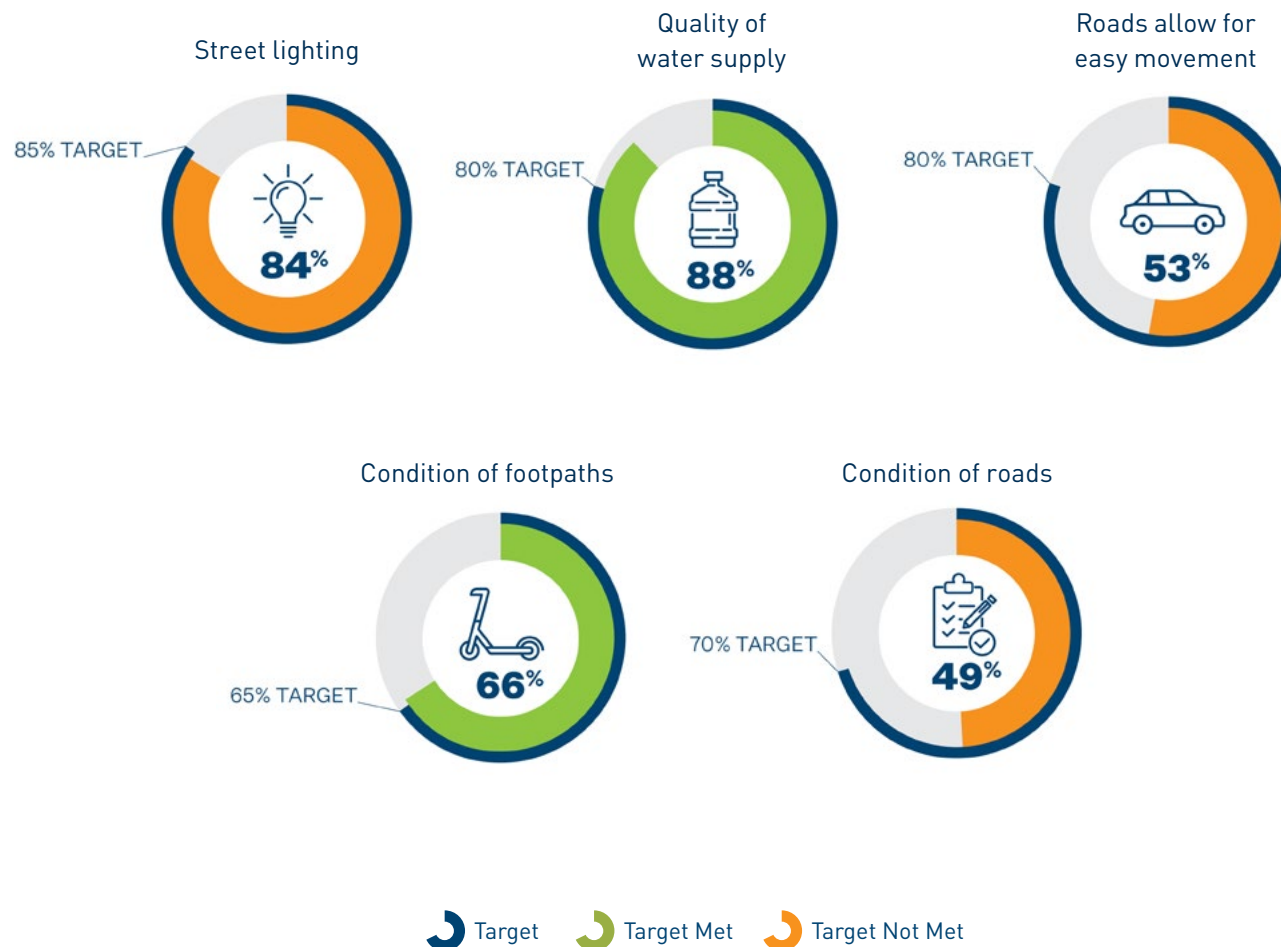 Street lighting
85% TARGET
84%
Quality of
water supply
80% TARGET
88%
Roads allow for
easy movement
80% TARGET
53%
Condition of footpaths
65% TARGET
66%
Condition of roads
70% TARGET
49%
Target
Target Met
Target Not Met